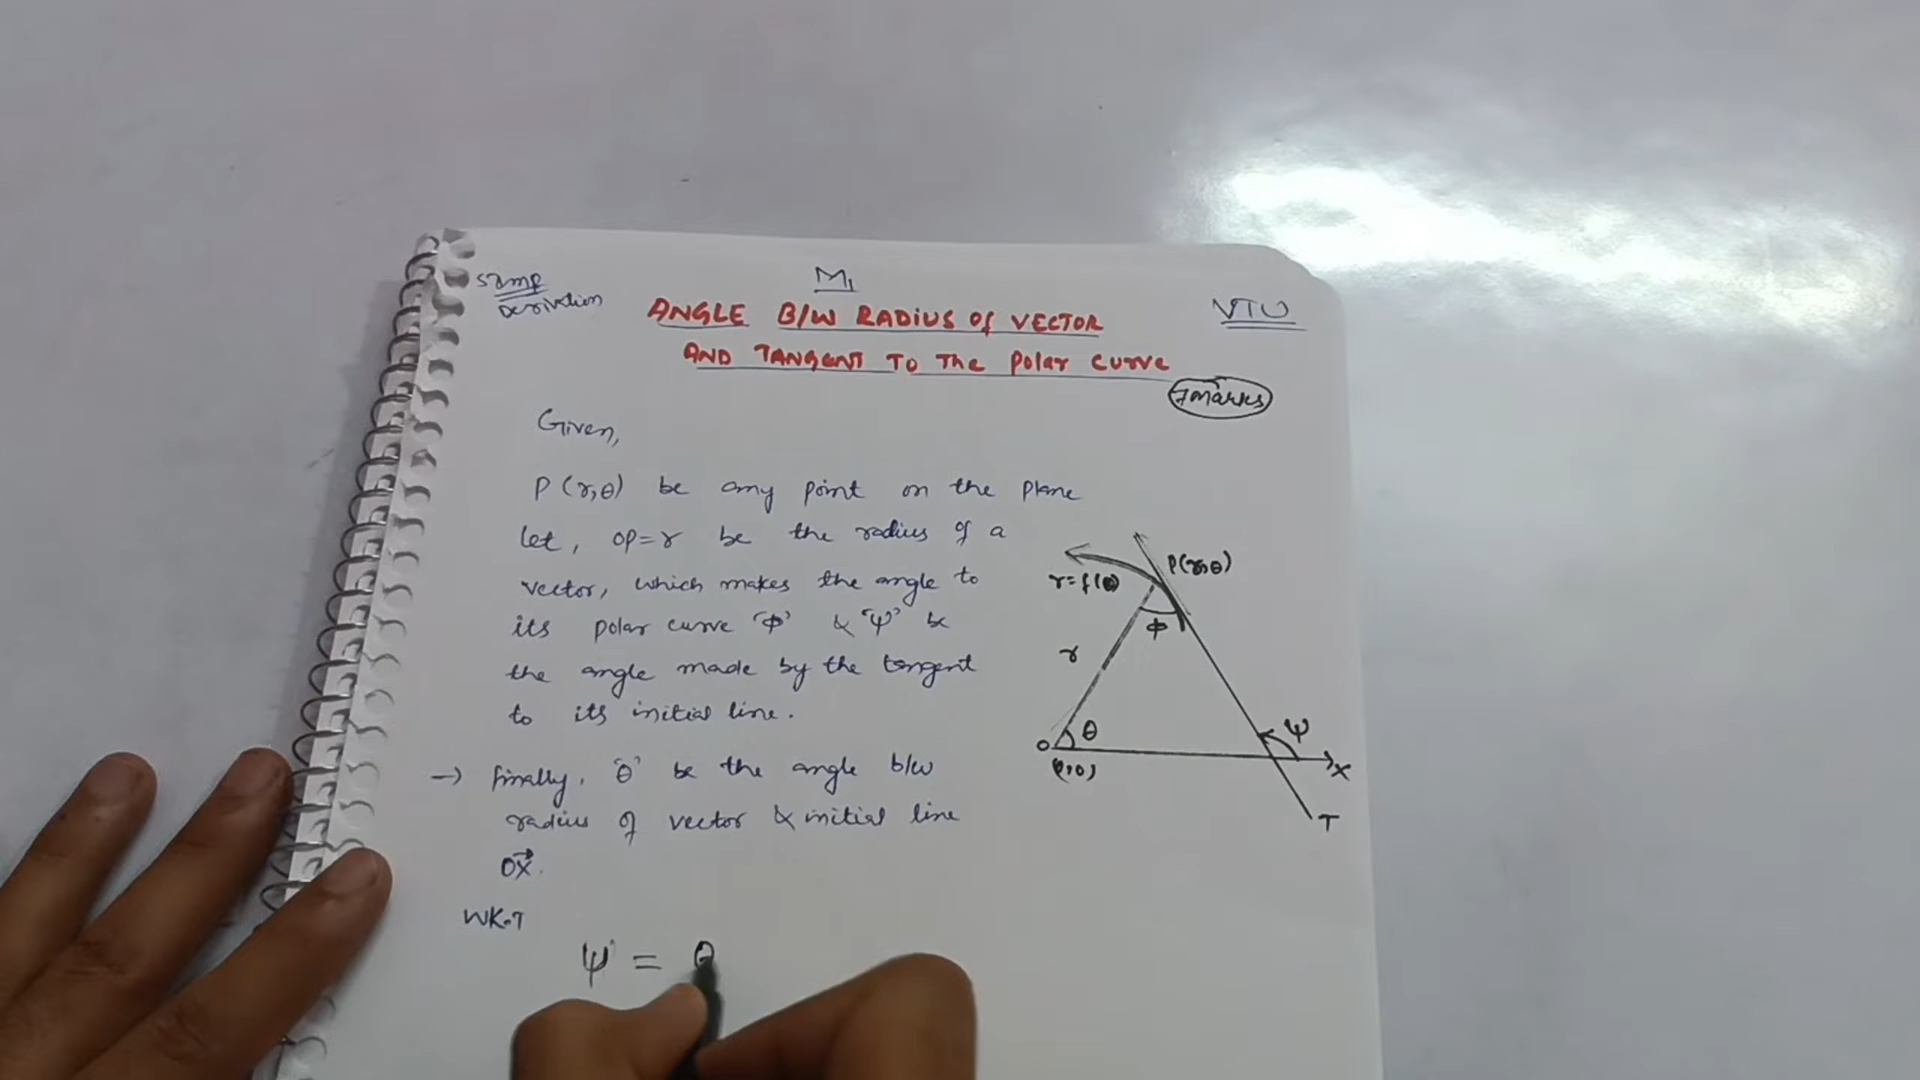 M1
5 Imp
Derivation
VTU
ANGLE B/W RADIUS Of VECTOR
AND TANGENT TO The Polar CURVE
7marks
Given,
P(r,θ) be any point on the plane
let, OP=r be the radius of a
vector, which makes the angle to
its polar curve 'φ' & 'ψ' be
the angle made by the tangent
to its initial line.
→ finally, 'θ' be the angle b/w
radius of vector & initial line
OX⃗.
WK.T
ψ = θ
P(r,θ)
r=f(θ)
φ
r
θ
ψ
O
X
T